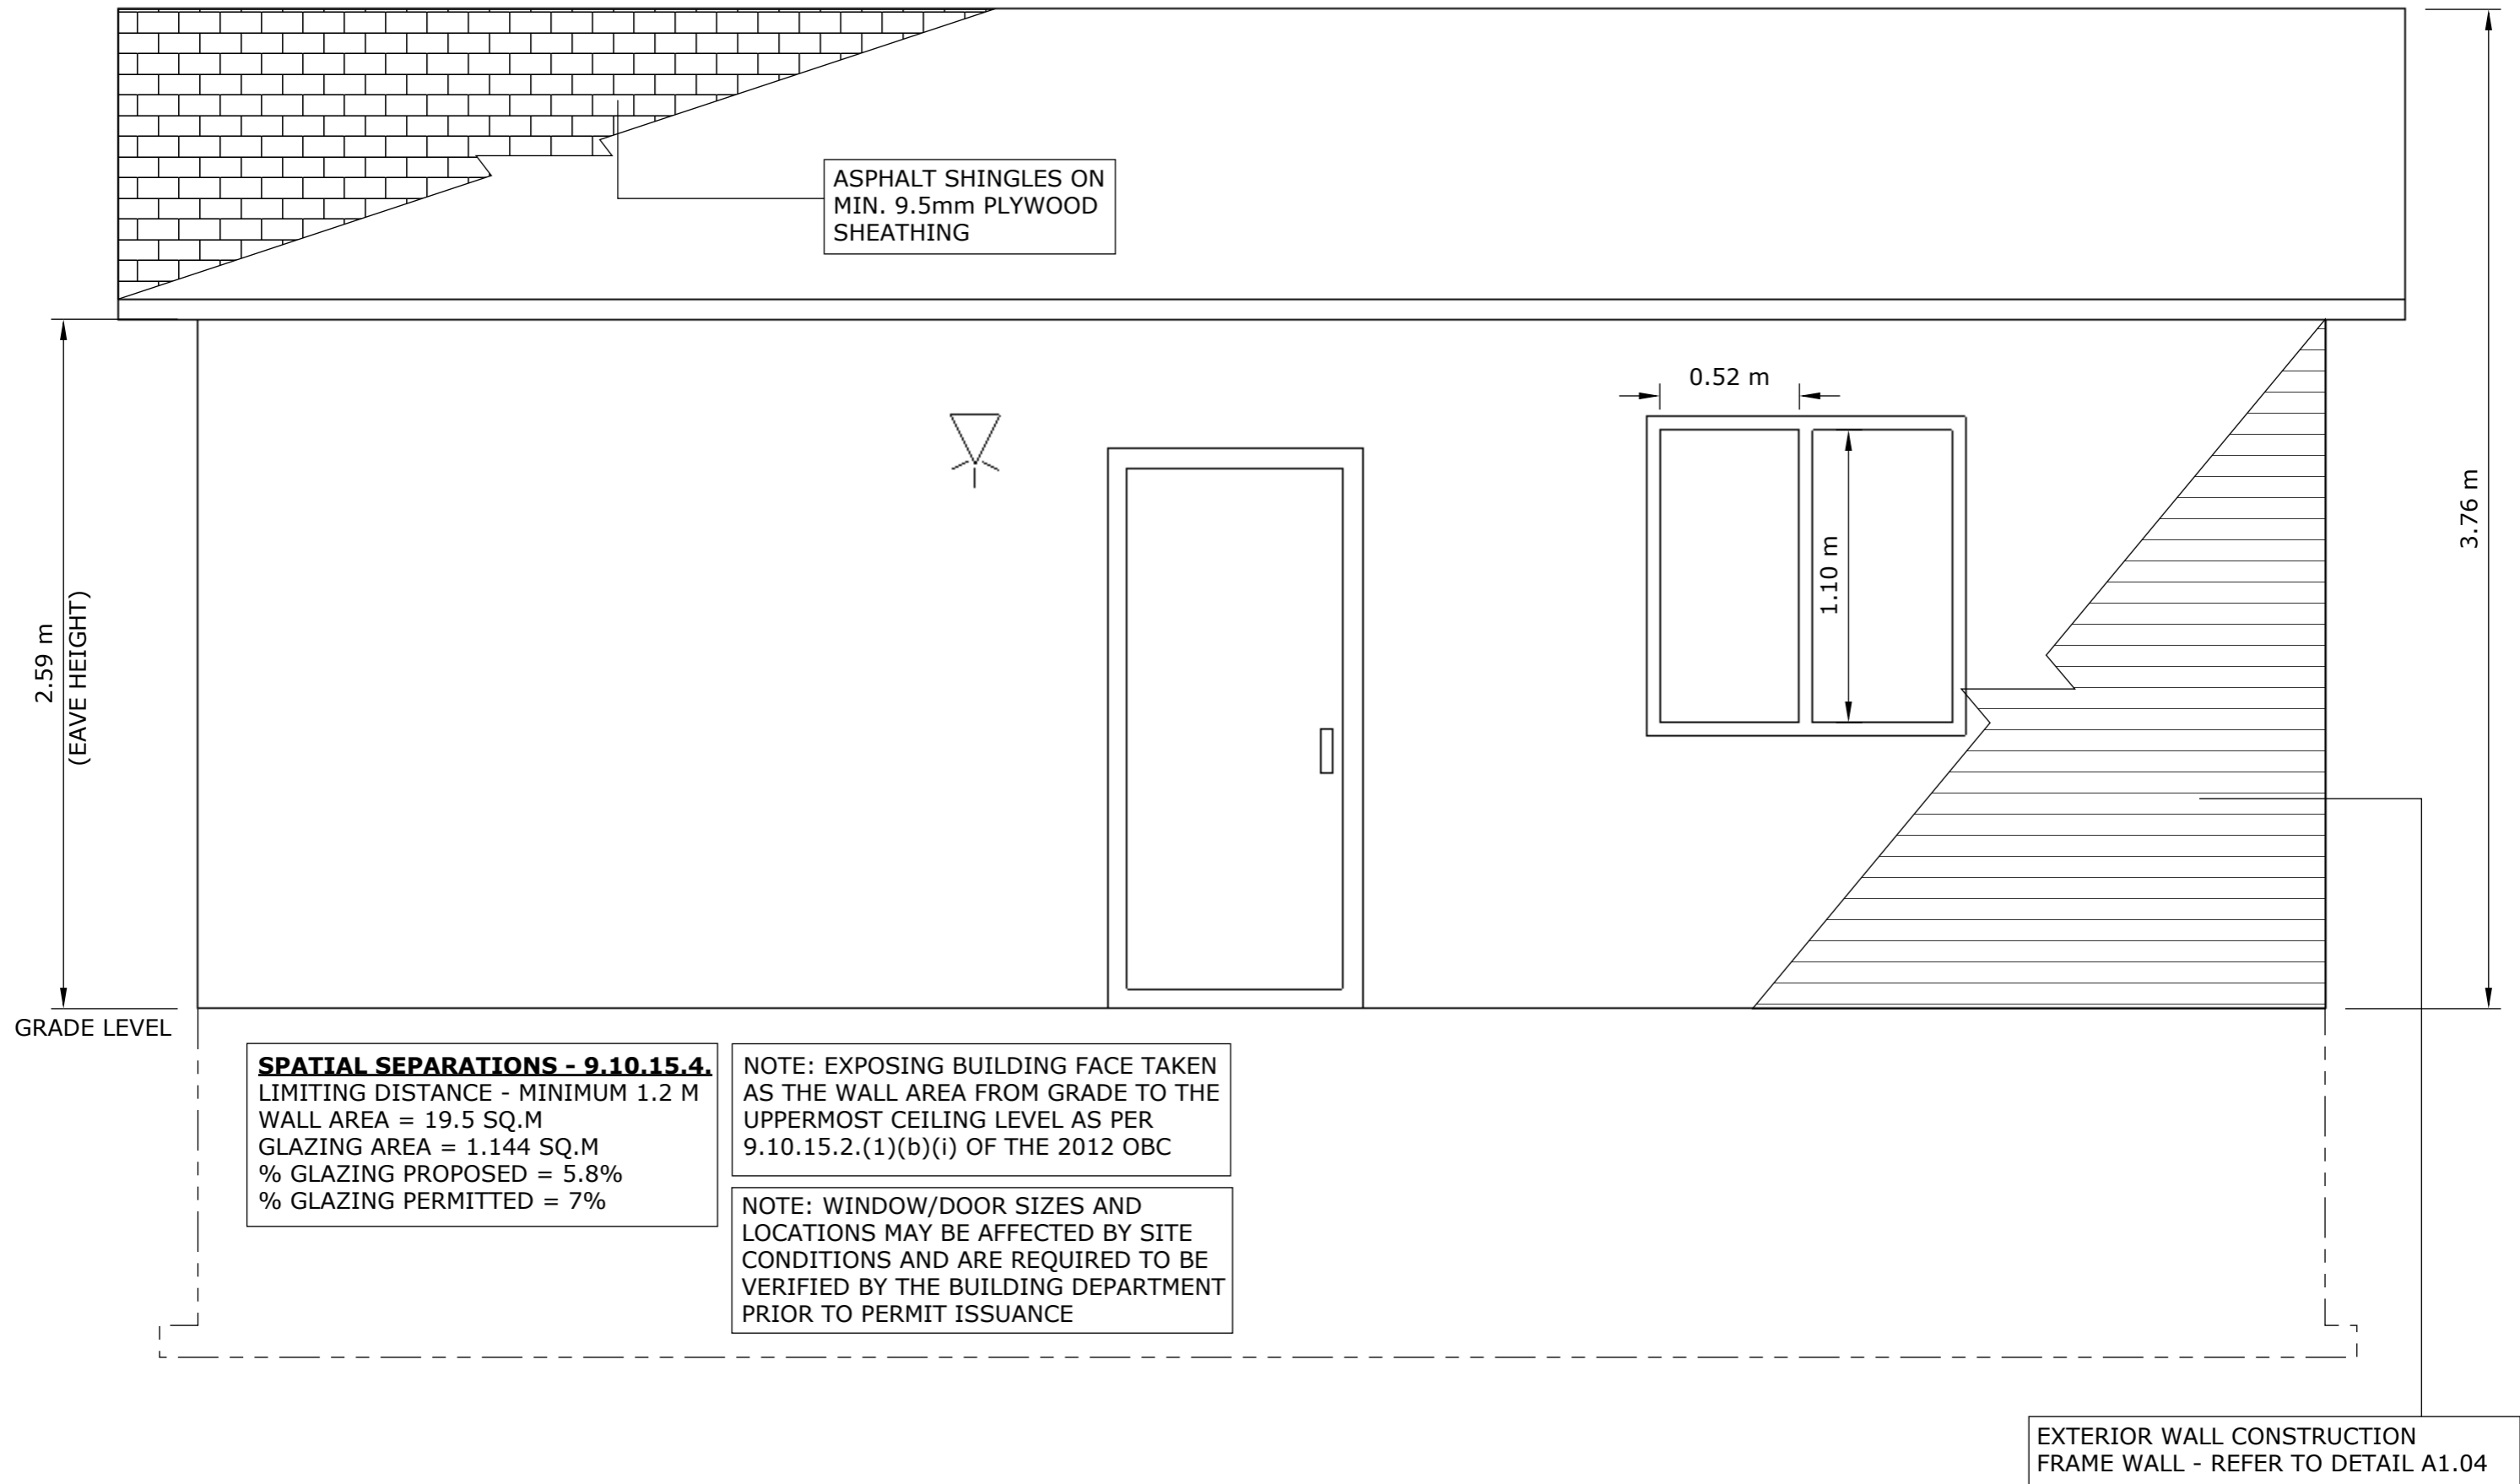 ASPHALT SHINGLES ON
MIN. 9.5mm PLYWOOD
SHEATHING
0.52 m
1.10 m
3.76 m
2.59 m
(EAVE HEIGHT)
GRADE LEVEL
SPATIAL SEPARATIONS - 9.10.15.4.
LIMITING DISTANCE - MINIMUM 1.2 M
WALL AREA = 19.5 SQ.M
GLAZING AREA = 1.144 SQ.M
% GLAZING PROPOSED = 5.8%
% GLAZING PERMITTED = 7%
NOTE: EXPOSING BUILDING FACE TAKEN
AS THE WALL AREA FROM GRADE TO THE
UPPERMOST CEILING LEVEL AS PER
9.10.15.2.(1)(b)(i) OF THE 2012 OBC
NOTE: WINDOW/DOOR SIZES AND
LOCATIONS MAY BE AFFECTED BY SITE
CONDITIONS AND ARE REQUIRED TO BE
VERIFIED BY THE BUILDING DEPARTMENT
PRIOR TO PERMIT ISSUANCE
EXTERIOR WALL CONSTRUCTION
FRAME WALL - REFER TO DETAIL A1.04